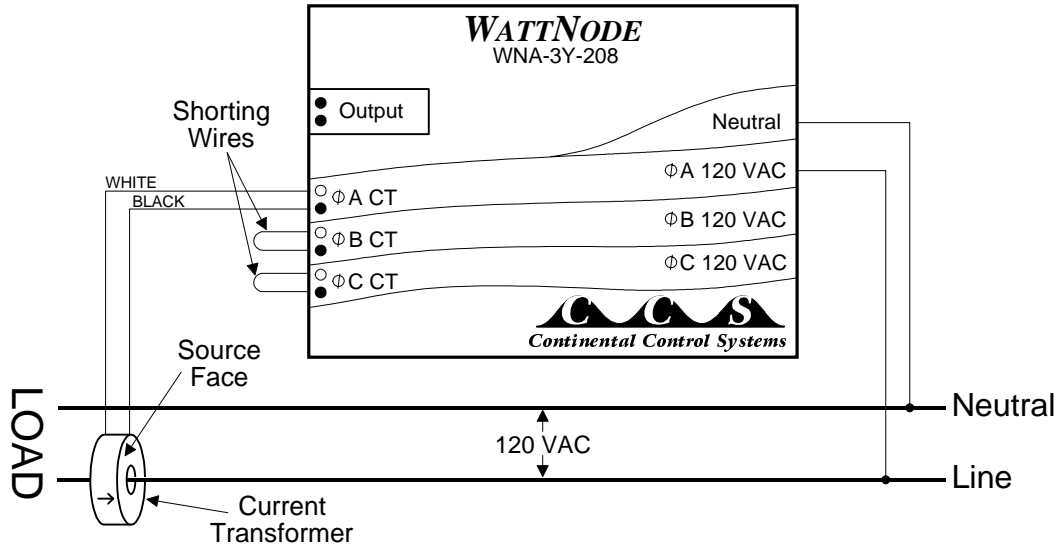 WATTNODE
WNA-3Y-208
Output
Neutral
Shorting
Wires
ΦA 120 VAC
WHITE
BLACK
ΦA CT
ΦB 120 VAC
ΦB CT
ΦC 120 VAC
ΦC CT
CCS
Continental Control Systems
Source
Face
LOAD
Neutral
120 VAC
Line
Current
Transformer